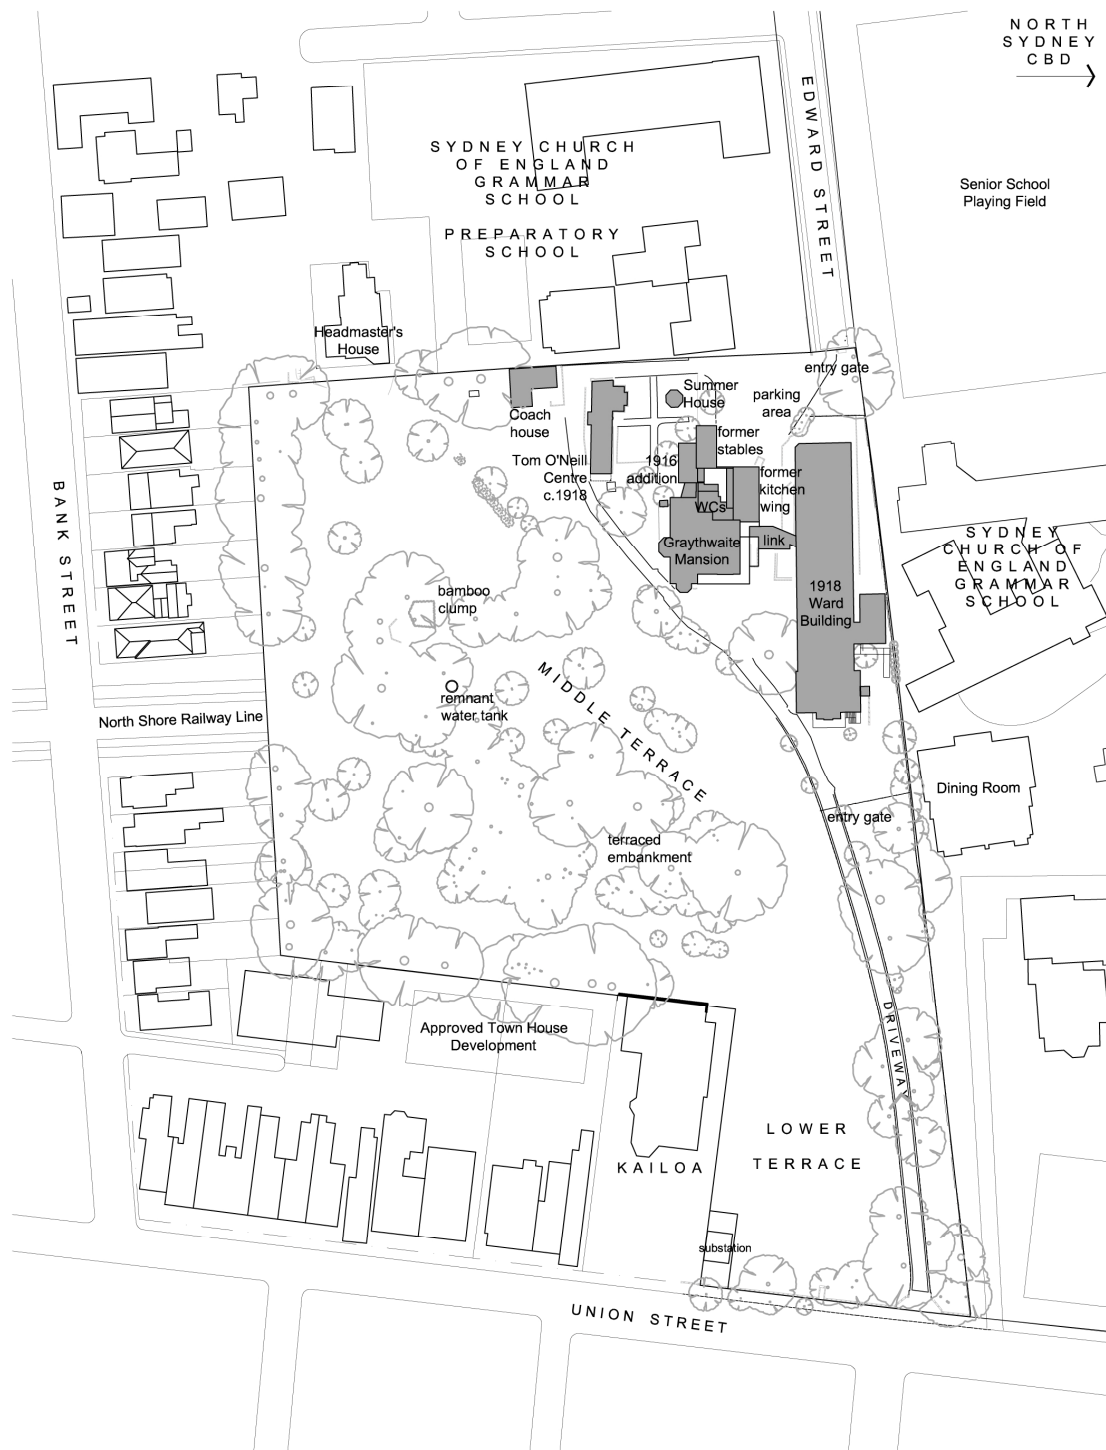 NORTH
SYDNEY
CBD
EDWARD STREET
SYDNEY CHURCH
OF ENGLAND
GRAMMAR
SCHOOL
PREPARATORY
SCHOOL
Senior School
Playing Field
Headmaster's
House
entry gate
Summer
House
parking
area
Coach
house
former
stables
Tom O'Neill
Centre
c.1918
1916
addition
former
kitchen
wing
WCs
Graythwaite
Mansion
link
BANK STREET
SYDNEY
CHURCH OF
ENGLAND
GRAMMAR
SCHOOL
1918
Ward
Building
bamboo
clump
MIDDLE TERRACE
remnant
water tank
North Shore Railway Line
Dining Room
entry gate
terraced
embankment
DRIVEWAY
Approved Town House
Development
LOWER
TERRACE
KAILOA
substation
UNION STREET